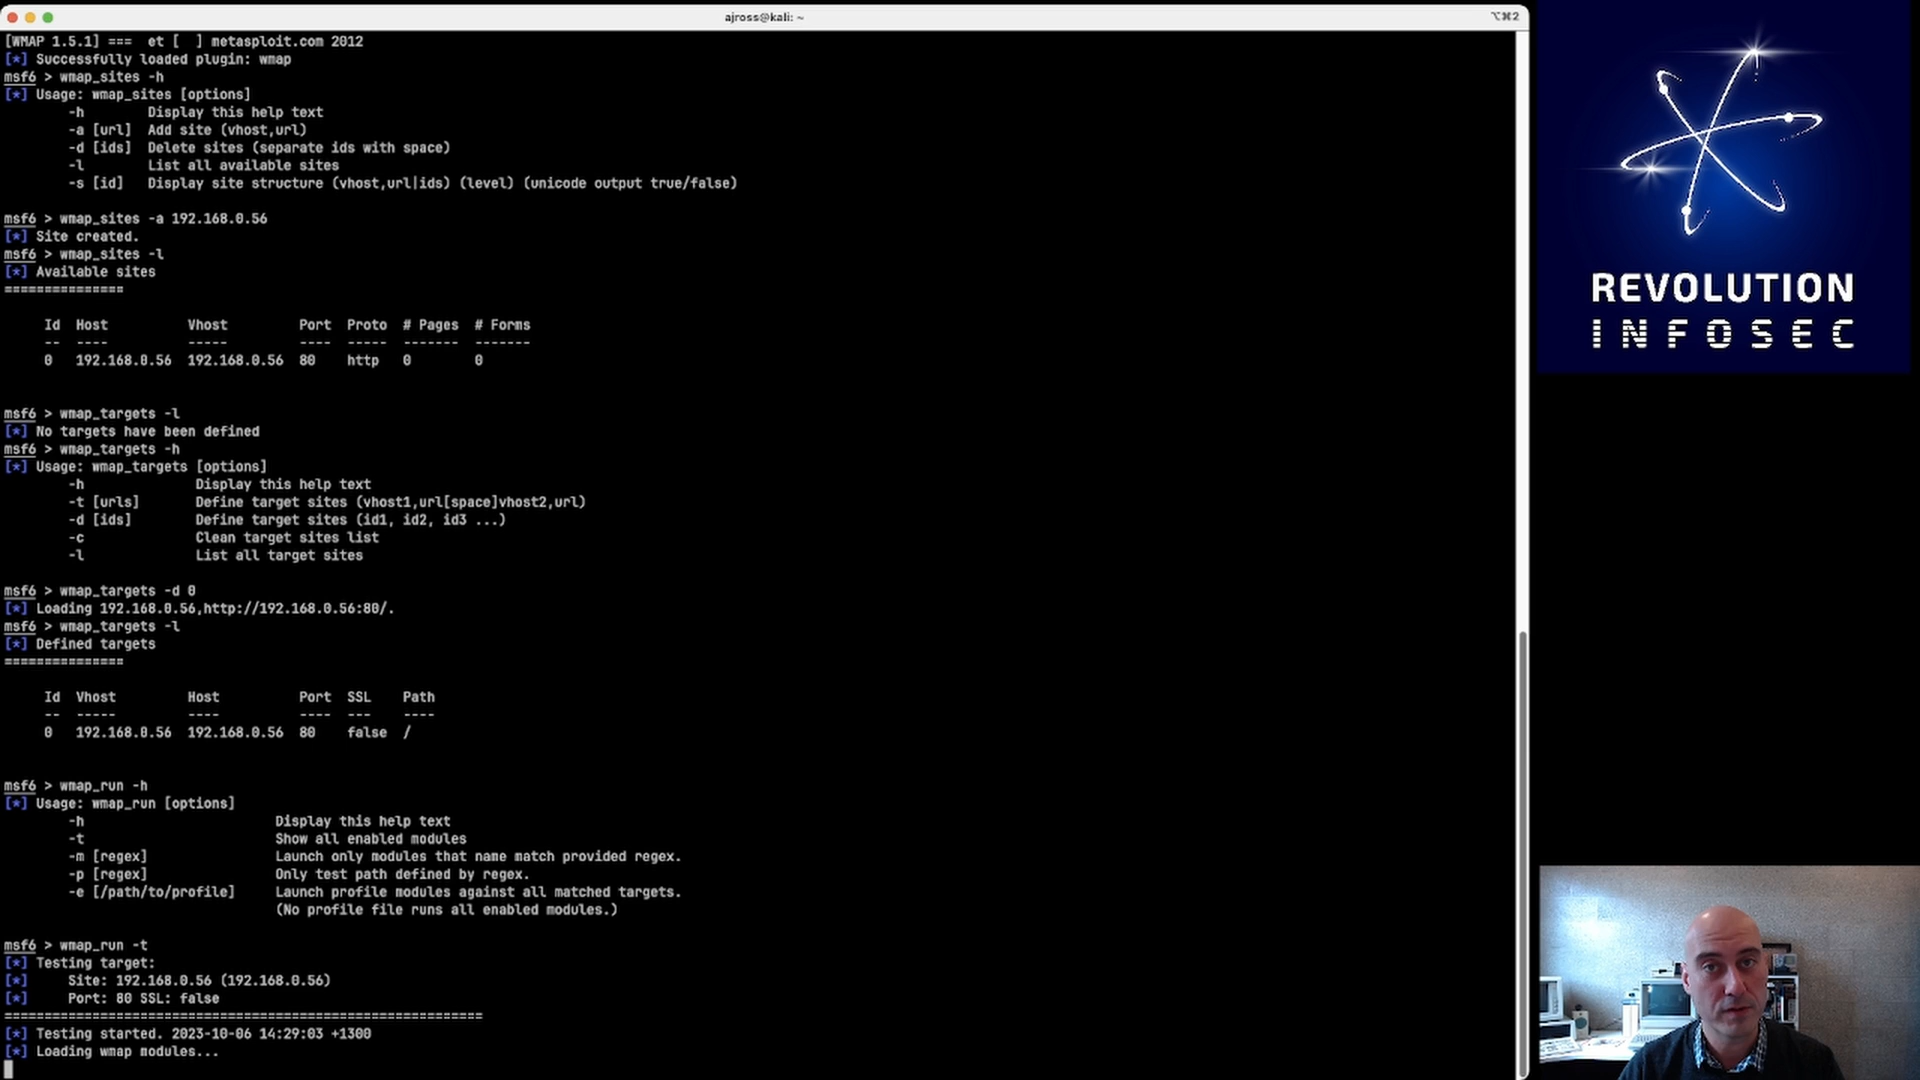 ajross@kali: ~
⌥⌘2
[WMAP 1.5.1] ===  et [  ] metasploit.com 2012
[*] Successfully loaded plugin: wmap
msf6 > wmap_sites -h
[*] Usage: wmap_sites [options]
        -h        Display this help text
        -a [url]  Add site (vhost,url)
        -d [ids]  Delete sites (separate ids with space)
        -l        List all available sites
        -s [id]   Display site structure (vhost,url|ids) (level) (unicode output true/false)
msf6 > wmap_sites -a 192.168.0.56
[*] Site created.
msf6 > wmap_sites -l
[*] Available sites
===============
     Id  Host          Vhost         Port  Proto  # Pages  # Forms
     --  ----          -----         ----  -----  -------  -------
     0   192.168.0.56  192.168.0.56  80    http   0        0
msf6 > wmap_targets -l
[*] No targets have been defined
msf6 > wmap_targets -h
[*] Usage: wmap_targets [options]
        -h              Display this help text
        -t [urls]       Define target sites (vhost1,url[space]vhost2,url)
        -d [ids]        Define target sites (id1, id2, id3 ...)
        -c              Clean target sites list
        -l              List all target sites
msf6 > wmap_targets -d 0
[*] Loading 192.168.0.56,http://192.168.0.56:80/.
msf6 > wmap_targets -l
[*] Defined targets
===============
     Id  Vhost         Host          Port  SSL    Path
     --  -----         ----          ----  ---    ----
     0   192.168.0.56  192.168.0.56  80    false  /
msf6 > wmap_run -h
[*] Usage: wmap_run [options]
        -h                        Display this help text
        -t                        Show all enabled modules
        -m [regex]                Launch only modules that name match provided regex.
        -p [regex]                Only test path defined by regex.
        -e [/path/to/profile]     Launch profile modules against all matched targets.
                                  (No profile file runs all enabled modules.)
msf6 > wmap_run -t
[*] Testing target:
[*]     Site: 192.168.0.56 (192.168.0.56)
[*]     Port: 80 SSL: false
============================================================
[*] Testing started. 2023-10-06 14:29:03 +1300
[*] Loading wmap modules...
REVOLUTION
INFOSEC